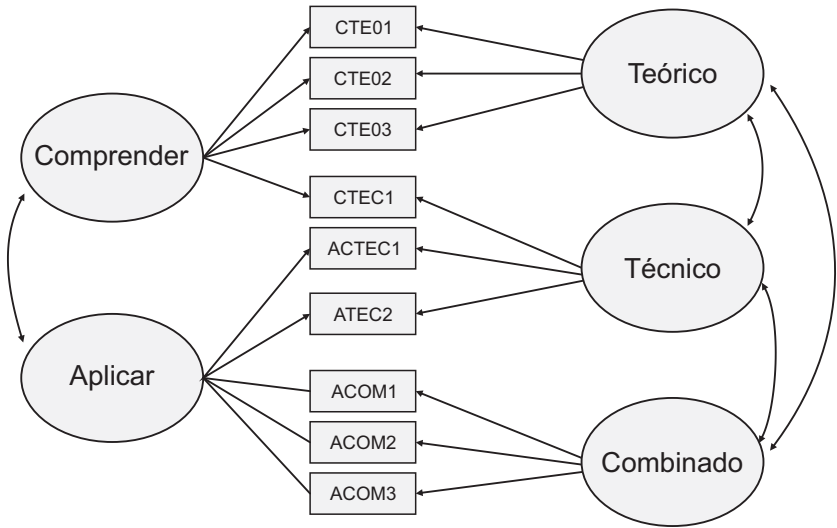 Comprender
Aplicar
CTE01
CTE02
CTE03
CTEC1
ACTEC1
ATEC2
ACOM1
ACOM2
ACOM3
Teórico
Técnico
Combinado